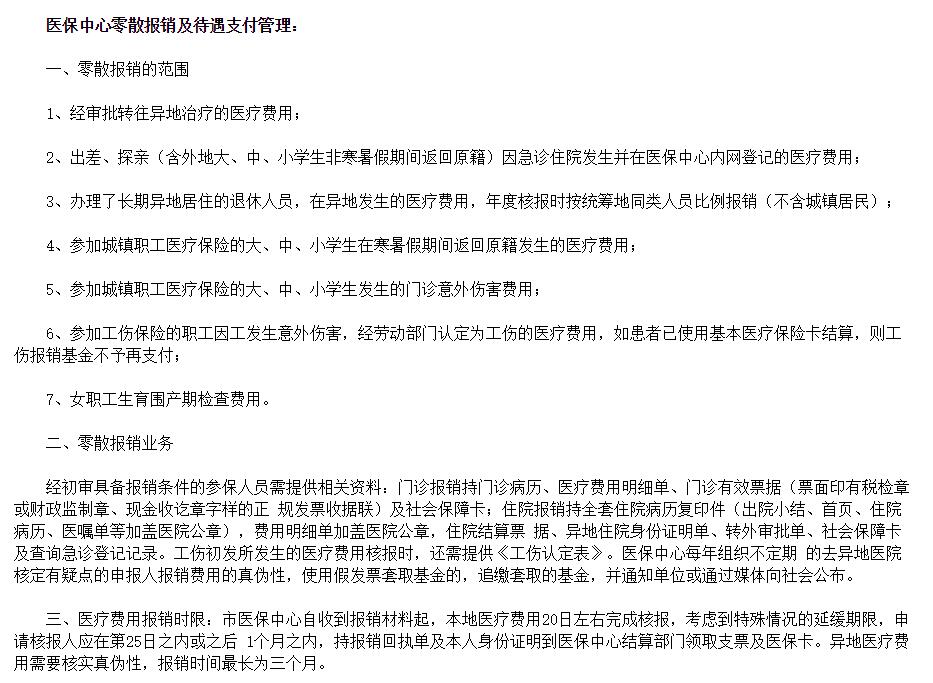 医保中心零散报销及待遇支付管理：
一、零散报销的范围
1、经审批转往异地治疗的医疗费用；
2、出差、探亲（含外地大、中、小学生非寒暑假期间返回原籍）因急诊住院发生并在医保中心内网登记的医疗费用；
3、办理了长期异地居住的退休人员，在异地发生的医疗费用，年度核报时按统筹地同类人员比例报销（不含城镇居民）；
4、参加城镇职工医疗保险的大、中、小学生在寒暑假期间返回原籍发生的医疗费用；
5、参加城镇职工医疗保险的大、中、小学生发生的门诊意外伤害费用；
6、参加工伤保险的职工因工发生意外伤害，经劳动部门认定为工伤的医疗费用，如患者已使用基本医疗保险卡结算，则工
伤报销基金不予再支付；
7、女职工生育围产期检查费用。
二、零散报销业务
经初审具备报销条件的参保人员需提供相关资料：门诊报销持门诊病历、医疗费用明细单、门诊有效票据（票面印有税检章
或财政监制章、现金收讫章字样的正 规发票收据联）及社会保障卡；住院报销持全套住院病历复印件（出院小结、首页、住院
病历、医嘱单等加盖医院公章），费用明细单加盖医院公章，住院结算票 据、异地住院身份证明单、转外审批单、社会保障卡
及查询急诊登记记录。工伤初发所发生的医疗费用核报时，还需提供《工伤认定表》。医保中心每年组织不定期 的去异地医院
核定有疑点的申报人报销费用的真伪性，使用假发票套取基金的，追缴套取的基金，并通知单位或通过媒体向社会公布。
三、医疗费用报销时限：市医保中心自收到报销材料起，本地医疗费用20日左右完成核报，考虑到特殊情况的延缓期限，申
请核报人应在第25日之内或之后 1个月之内，持报销回执单及本人身份证明到医保中心结算部门领取支票及医保卡。异地医疗费
用需要核实真伪性，报销时间最长为三个月。